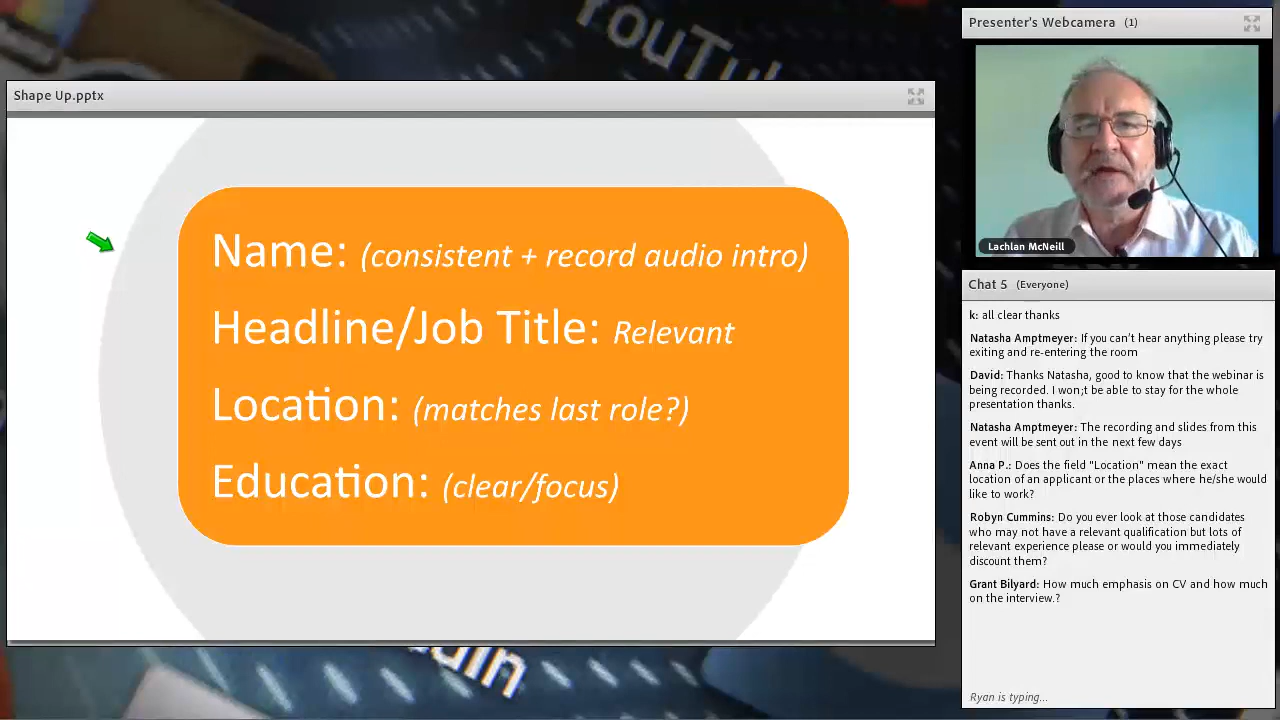 YouTu
Shape Up.pptx
Name: (consistent + record audio intro)
Headline/Job Title: Relevant
Location: (matches last role?)
Education: (clear/focus)
Presenter's Webcamera (1)
Lachlan McNeill
Chat 5 (Everyone)
k: all clear thanks
Natasha Amptmeyer: If you can't hear anything please try
exiting and re-entering the room
David: Thanks Natasha, good to know that the webinar is
being recorded. I won;t be able to stay for the whole
presentation thanks.
Natasha Amptmeyer: The recording and slides from this
event will be sent out in the next few days
Anna P.: Does the field "Location" mean the exact
location of an applicant or the places where he/she would
like to work?
Robyn Cummins: Do you ever look at those candidates
who may not have a relevant qualification but lots of
relevant experience please or would you immediately
discount them?
Grant Bilyard: How much emphasis on CV and how much
on the interview.?
Ryan is typing...